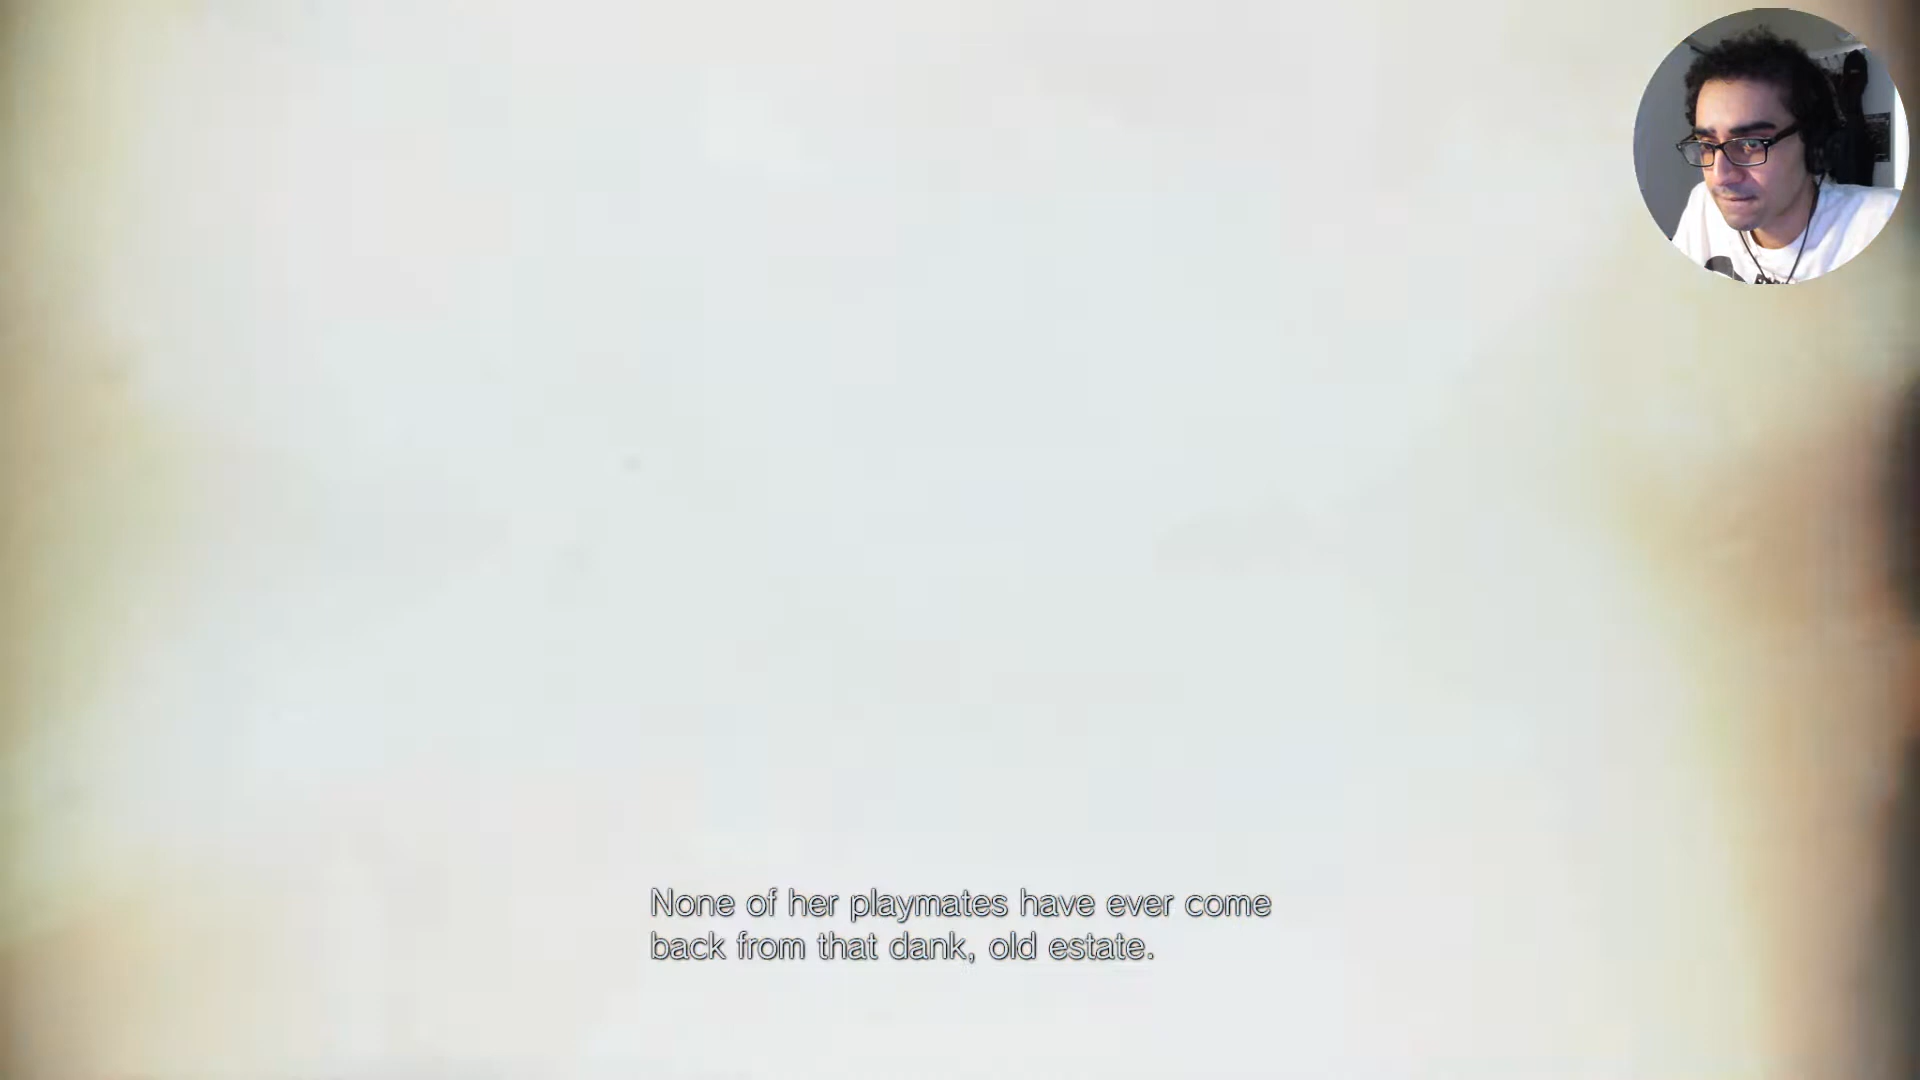 None of her playmates have ever come
back from that dank, old estate.